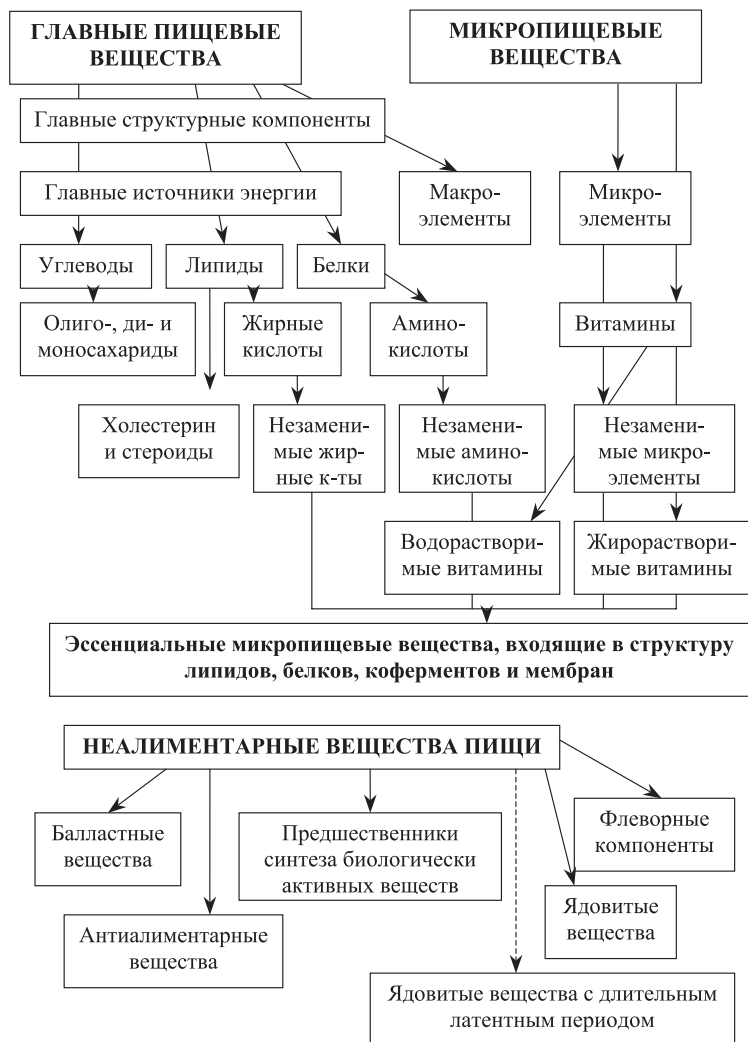 ГЛАВНЫЕ ПИЩЕВЫЕ
ВЕЩЕСТВА
МИКРОПИЩЕВЫЕ
ВЕЩЕСТВА
Главные структурные компоненты
Главные источники энергии
Макро-
элементы
Микро-
элементы
Углеводы
Липиды
Белки
Олиго-, ди- и
моносахариды
Жирные
кислоты
Амино-
кислоты
Витамины
Холестерин
и стероиды
Незамени-
мые жир-
ные к-ты
Незамени-
мые амино-
кислоты
Незамени-
мые микро-
элементы
Водораствори-
мые витамины
Жирораствори-
мые витамины
Эссенциальные микропищевые вещества, входящие в структуру
липидов, белков, коферментов и мембран
НЕАЛИМЕНТАРНЫЕ ВЕЩЕСТВА ПИЩИ
Балластные
вещества
Предшественники
синтеза биологически
активных веществ
Флеворные
компоненты
Антиалиментарные
вещества
Ядовитые
вещества
Ядовитые вещества с длительным
латентным периодом